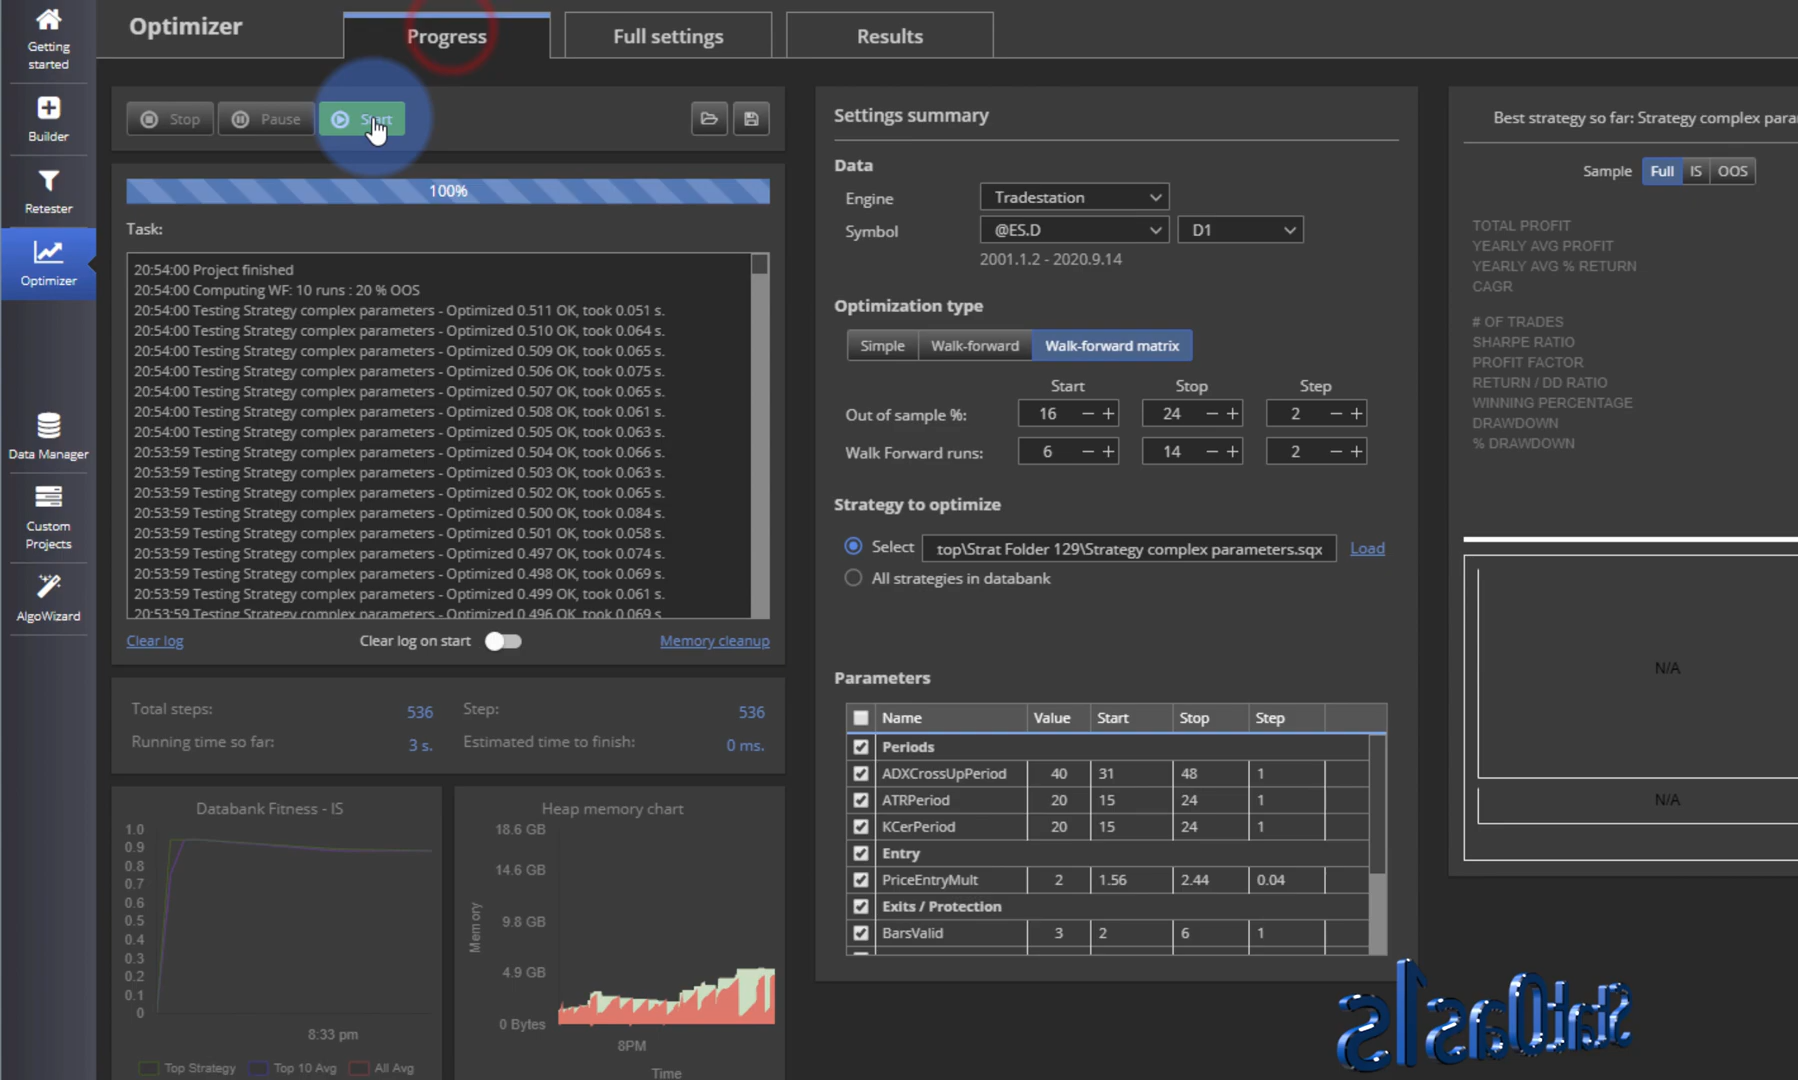 Getting
started
Builder
Retester
Optimizer
Data Manager
Custom
Projects
AlgoWizard
Optimizer
Progress
Full settings
Results
Stop
Pause
Start
100%
Task:
20:54:00 Project finished
20:54:00 Computing WF: 10 runs : 20 % OOS
20:54:00 Testing Strategy complex parameters - Optimized 0.511 OK, took 0.051 s.
20:54:00 Testing Strategy complex parameters - Optimized 0.510 OK, took 0.064 s.
20:54:00 Testing Strategy complex parameters - Optimized 0.509 OK, took 0.065 s.
20:54:00 Testing Strategy complex parameters - Optimized 0.506 OK, took 0.075 s.
20:54:00 Testing Strategy complex parameters - Optimized 0.507 OK, took 0.065 s.
20:54:00 Testing Strategy complex parameters - Optimized 0.508 OK, took 0.061 s.
20:54:00 Testing Strategy complex parameters - Optimized 0.505 OK, took 0.063 s.
20:53:59 Testing Strategy complex parameters - Optimized 0.504 OK, took 0.066 s.
20:53:59 Testing Strategy complex parameters - Optimized 0.503 OK, took 0.063 s.
20:53:59 Testing Strategy complex parameters - Optimized 0.502 OK, took 0.065 s.
20:53:59 Testing Strategy complex parameters - Optimized 0.500 OK, took 0.084 s.
20:53:59 Testing Strategy complex parameters - Optimized 0.501 OK, took 0.058 s.
20:53:59 Testing Strategy complex parameters - Optimized 0.497 OK, took 0.074 s.
20:53:59 Testing Strategy complex parameters - Optimized 0.498 OK, took 0.069 s.
20:53:59 Testing Strategy complex parameters - Optimized 0.499 OK, took 0.061 s.
20:53:59 Testing Strategy complex parameters - Optimized 0.496 OK, took 0.069 s.
Clear log
Clear log on start
Memory cleanup
Total steps: 536 Step: 536
Running time so far: 3 s. Estimated time to finish: 0 ms.
Databank Fitness - IS
1.0
0.9
0.8
0.7
0.6
0.5
0.4
0.3
0.2
0.1
0
8:33 pm
Top Strategy Top 10 Avg All Avg
Heap memory chart
18.6 GB
14.6 GB
9.8 GB
4.9 GB
0 Bytes
Memory
8PM
Time
Settings summary
Data
Engine Tradestation
Symbol @ES.D D1
2001.1.2 - 2020.9.14
Optimization type
Simple Walk-forward Walk-forward matrix
Start Stop Step
Out of sample %: 16 - + 24 - + 2 - +
Walk Forward runs: 6 - + 14 - + 2 - +
Strategy to optimize
Select top\Strat Folder 129\Strategy complex parameters.sqx Load
All strategies in databank
Parameters
Name Value Start Stop Step
Periods
ADXCrossUpPeriod 40 31 48 1
ATRPeriod 20 15 24 1
KCerPeriod 20 15 24 1
Entry
PriceEntryMult 2 1.56 2.44 0.04
Exits / Protection
BarsValid 3 2 6 1
Best strategy so far: Strategy complex
Sample Full IS OOS
TOTAL PROFIT
YEARLY AVG PROFIT
YEARLY AVG % RETURN
CAGR
# OF TRADES
SHARPE RATIO
PROFIT FACTOR
RETURN / DD RATIO
WINNING PERCENTAGE
DRAWDOWN
% DRAWDOWN
N/A
N/A